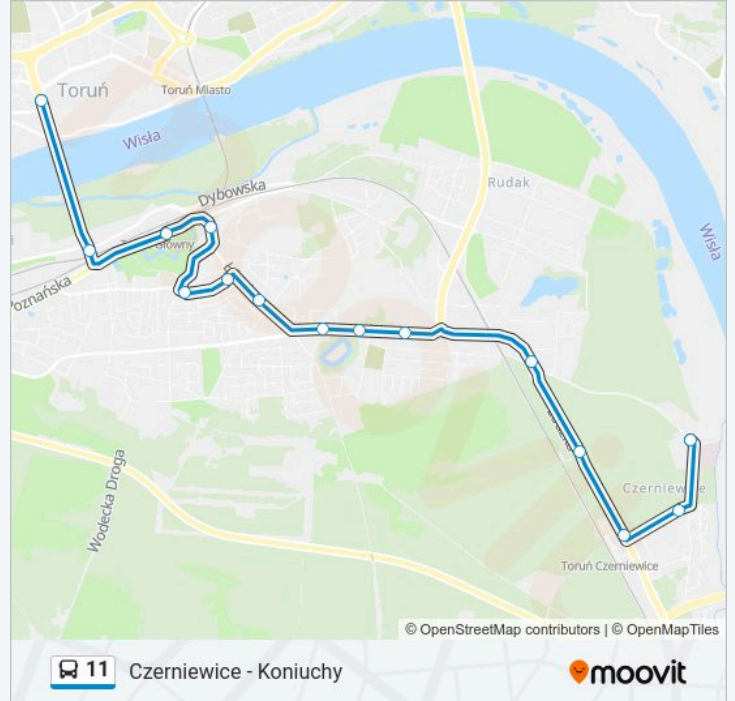 Toruń
Toruń Miasto
Wisła
Dybowska
Rudak
Wisła
Główny
Poznańska
Wodecka Droga
Czerniewice
Toruń Czerniewice
© OpenStreetMap contributors | © OpenMapTiles
11 Czerniewice - Koniuchy
moovit